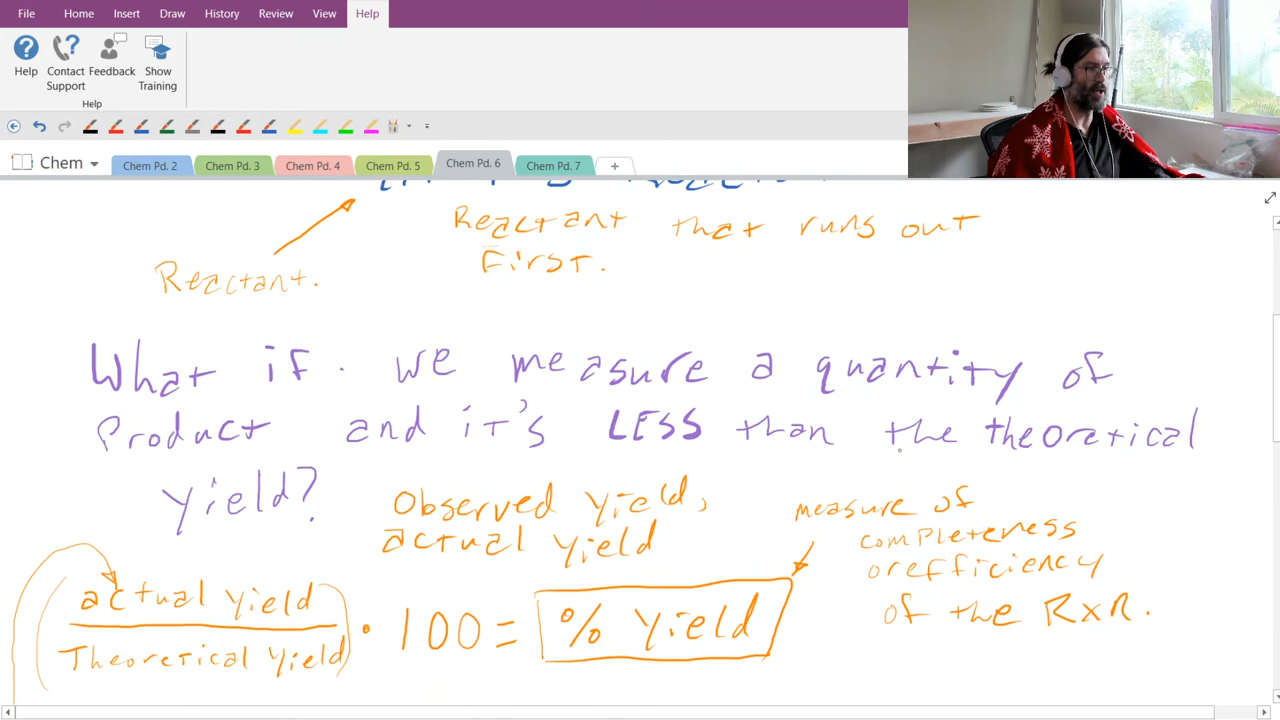 File Home Insert Draw History Review View Help
Help Contact Support Feedback Show Training
Help
Chem Chem Pd. 2 Chem Pd. 3 Chem Pd. 4 Chem Pd. 5 Chem Pd. 6 Chem Pd. 7 +
Reactant that runs out
First.
Reactant.
What if. we measure a quantity of
Product and it's LESS than the theoretical
yield?
Observed yield,
actual yield
measure of
completeness
or efficiency
of the RXR.
actual yield
Theoretical yield
• 100 = % yield